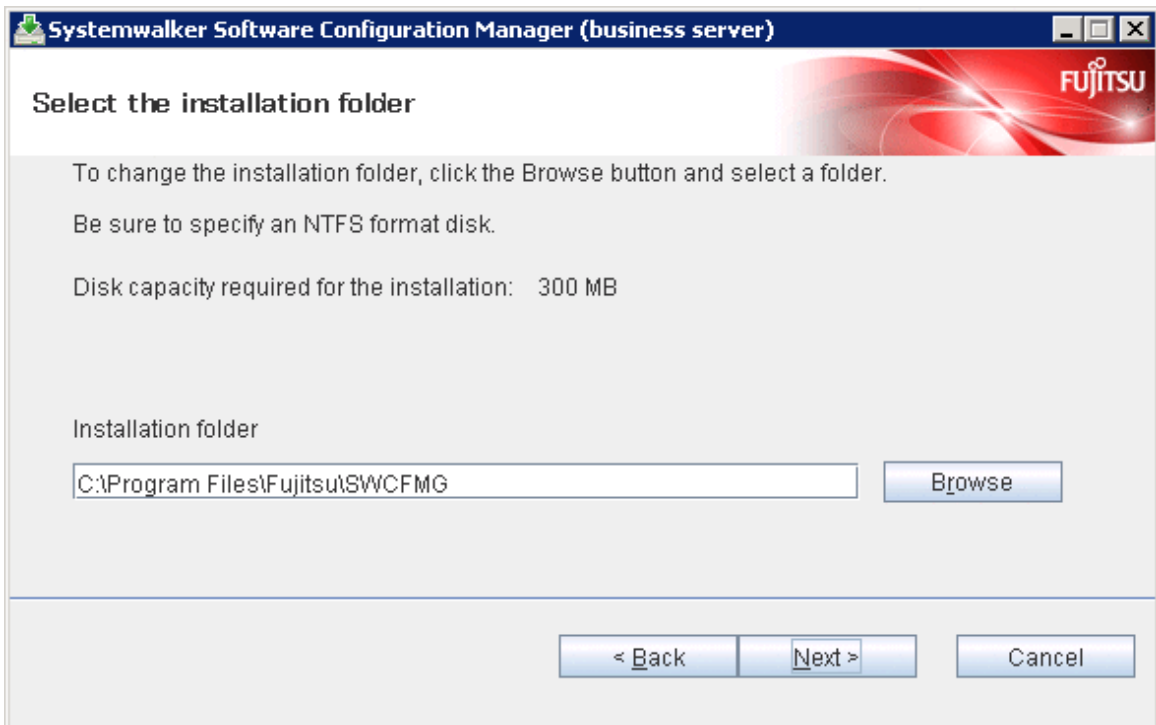 Systemwalker Software Configuration Manager (business server)
FUJITSU
Select the installation folder
To change the installation folder, click the Browse button and select a folder.
Be sure to specify an NTFS format disk.
Disk capacity required for the installation: 300 MB
Installation folder
C:\Program Files\Fujitsu\SWCFMG
Browse
< Back
Next >
Cancel